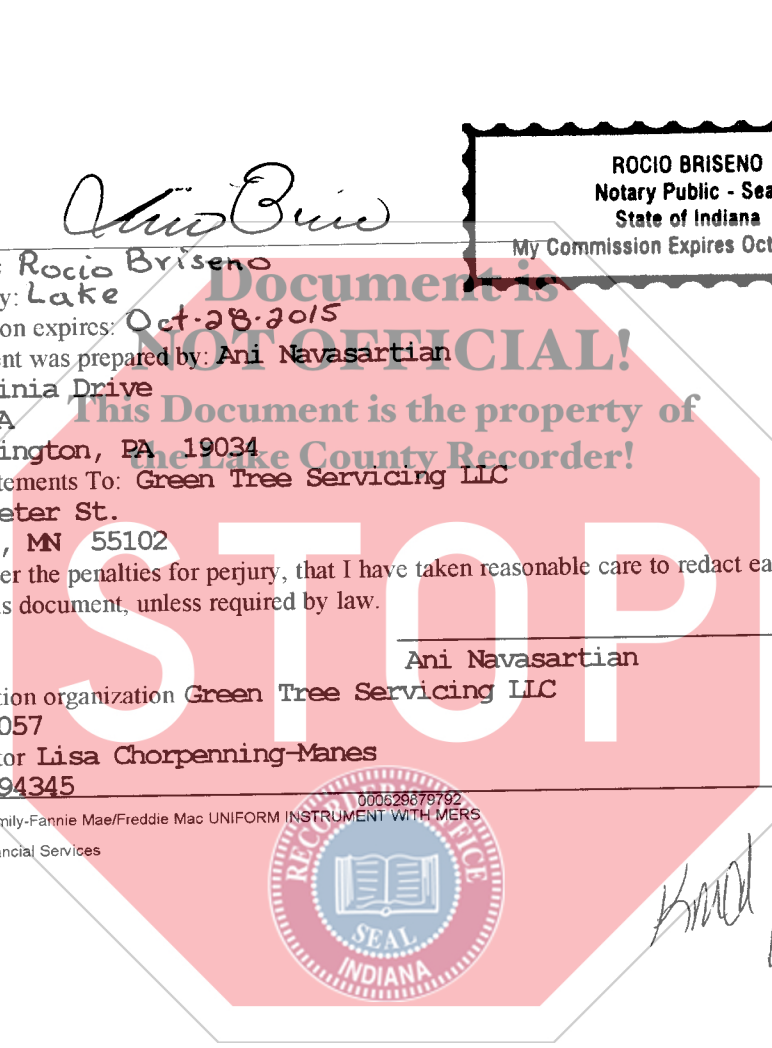 ROCIO BRISENO
Notary Public - Sea
State of Indiana
My Commission Expires Oct
: Rocio Briseno
y: Lake
on expires: Oct-28-2015
Document is
NOT OFFICIAL!
This Document is the property of
the Lake County Recorder!
ent was prepared by: Ani Navasartian
inia Drive
A
ington, PA 19034
tements To: Green Tree Servicing LLC
eter St.
, MN 55102
er the penalties for perjury, that I have taken reasonable care to redact ea
is document, unless required by law.
STOP
Ani Navasartian
tion organization Green Tree Servicing LLC
057
tor Lisa Chorpenning-Manes
94345
000629879792
mily-Fannie Mae/Freddie Mac UNIFORM INSTRUMENT WITH MERS
ancial Services
RECORDER'S OFFICE
SEAL
INDIANA